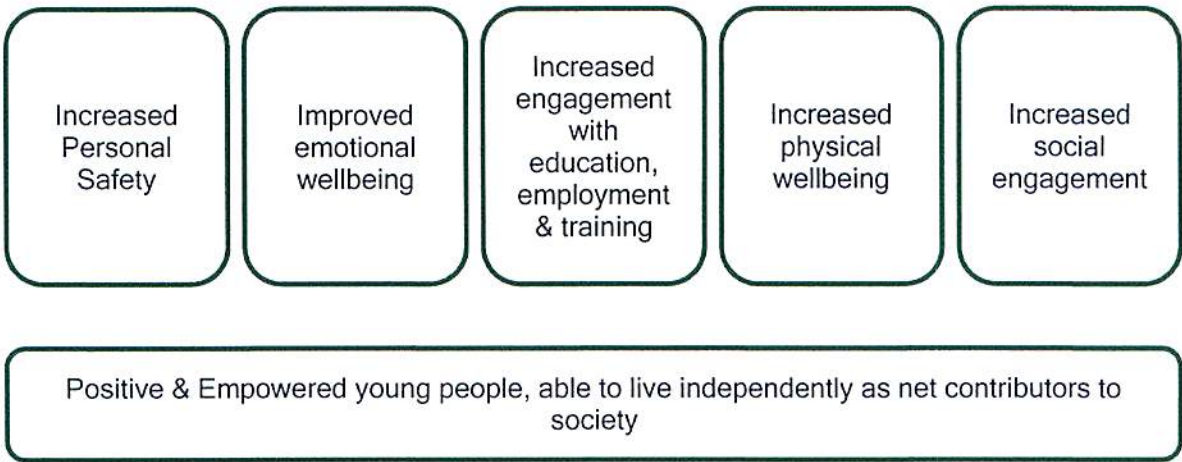 Increased
Personal
Safety
Improved
emotional
wellbeing
Increased
engagement
with
education,
employment
& training
Increased
physical
wellbeing
Increased
social
engagement
Positive & Empowered young people, able to live independently as net contributors to
society